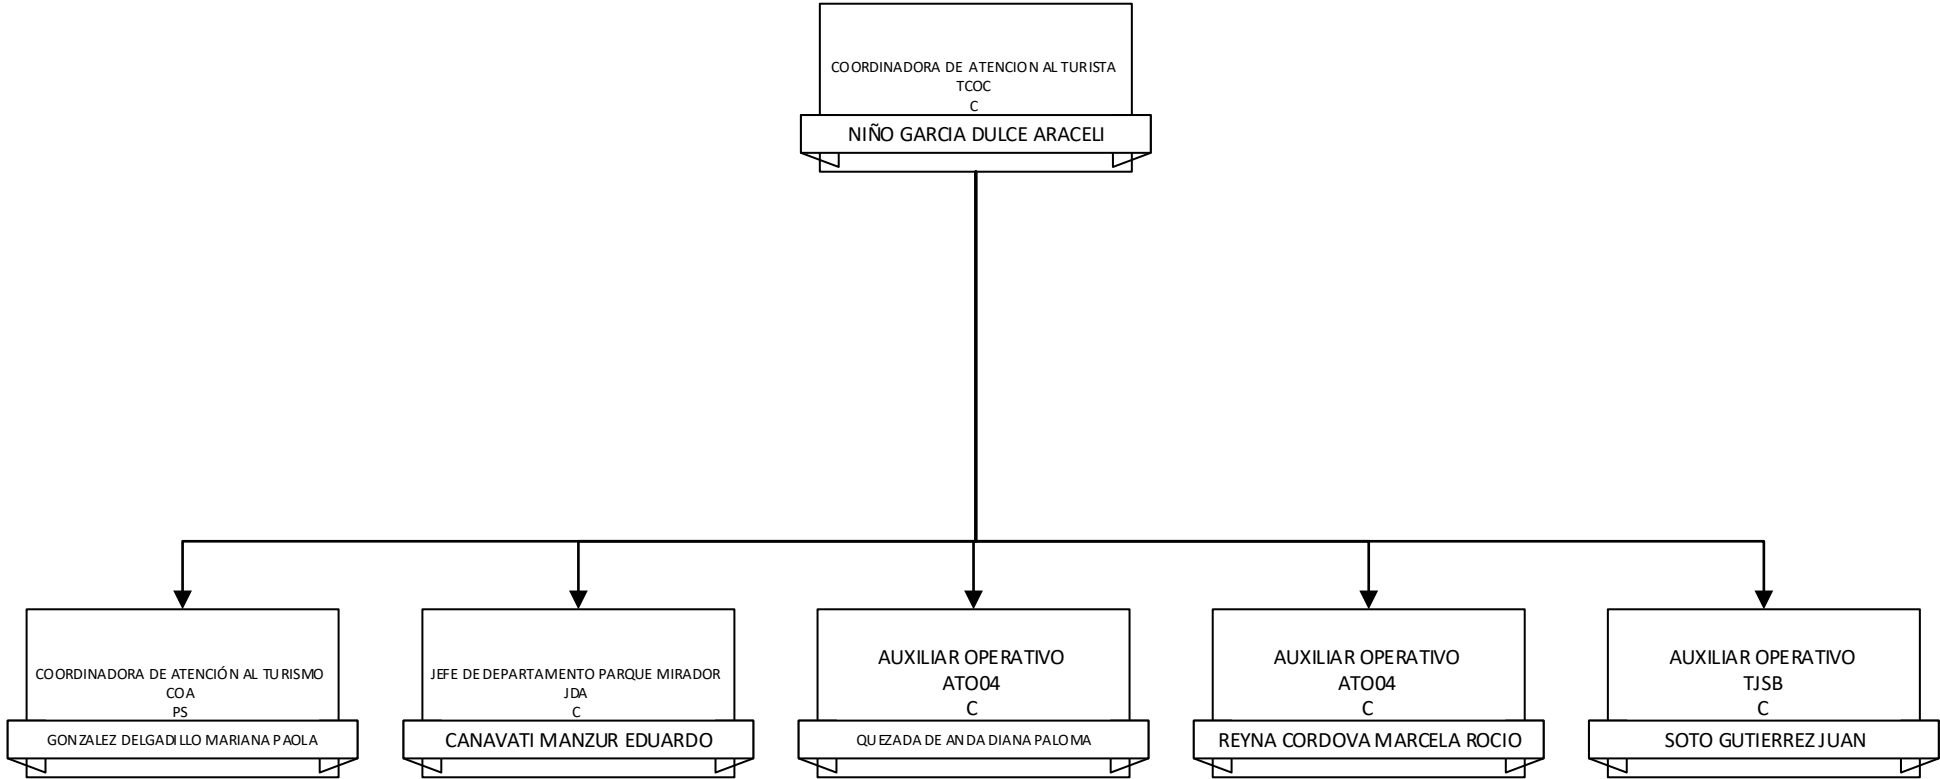 COORDINADORA DE ATENCION AL TURISTA
TCOC
C
NIÑO GARCIA DULCE ARACELI
COORDINADORA DE ATENCIÓN AL TURISMO
COA
PS
GONZALEZ DELGADILLO MARIANA PAOLA
JEFE DE DEPARTAMENTO PARQUE MIRADOR
JDA
C
CANAVATI MANZUR EDUARDO
AUXILIAR OPERATIVO
ATO04
C
QUEZADA DE ANDA DIANA PALOMA
AUXILIAR OPERATIVO
ATO04
C
REYNA CORDOVA MARCELA ROCIO
AUXILIAR OPERATIVO
TJSB
C
SOTO GUTIERREZ JUAN